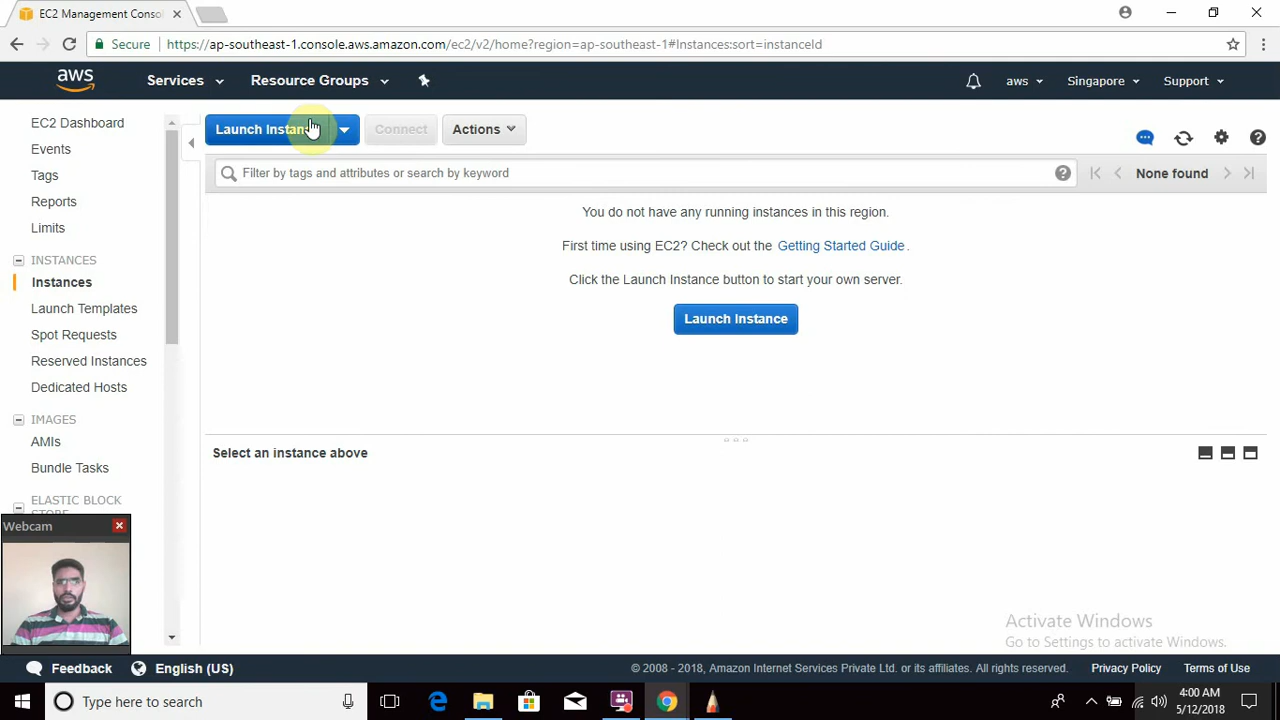 EC2 Management Conso
Secure
https://ap-southeast-1.console.aws.amazon.com/ec2/v2/home?region=ap-southeast-1#Instances:sort=instanceId
aws
Services
Resource Groups
aws
Singapore
Support
EC2 Dashboard
Events
Tags
Reports
Limits
INSTANCES
Instances
Launch Templates
Spot Requests
Reserved Instances
Dedicated Hosts
IMAGES
AMIs
Bundle Tasks
ELASTIC BLOCK
Launch Instance
Connect
Actions
Filter by tags and attributes or search by keyword
None found
You do not have any running instances in this region.
First time using EC2? Check out the Getting Started Guide.
Click the Launch Instance button to start your own server.
Launch Instance
Select an instance above
Webcam
Activate Windows
Go to Settings to activate Windows.
Feedback
English (US)
© 2008 - 2018, Amazon Internet Services Private Ltd. or its affiliates. All rights reserved.
Privacy Policy
Terms of Use
Type here to search
4:00 AM
5/12/2018